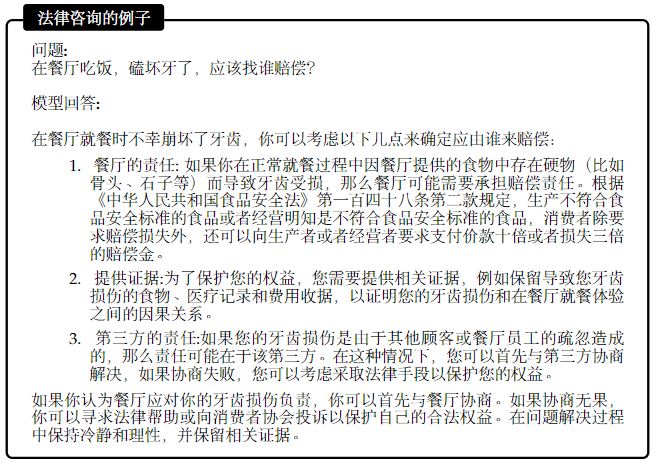 法律咨询的例子
问题:
在餐厅吃饭，磕坏牙了，应该找谁赔偿？
模型回答:
在餐厅就餐时不幸崩坏了牙齿，你可以考虑以下几点来确定应由谁来赔偿：
1. 餐厅的责任: 如果你在正常就餐过程中因餐厅提供的食物中存在硬物（比如
骨头、石子等）而导致牙齿受损，那么餐厅可能需要承担赔偿责任。根据
《中华人民共和国食品安全法》第一百四十八条第二款规定，生产不符合食
品安全标准的食品或者经营明知是不符合食品安全标准的食品，消费者除要
求赔偿损失外，还可以向生产者或者经营者要求支付价款十倍或者损失三倍
的赔偿金。
2. 提供证据:为了保护您的权益，您需要提供相关证据，例如保留导致您牙齿
损伤的食物、医疗记录和费用收据，以证明您的牙齿损伤和在餐厅就餐体验
之间的因果关系。
3. 第三方的责任:如果您的牙齿损伤是由于其他顾客或餐厅员工的疏忽造成
的，那么责任可能在于该第三方。在这种情况下，您可以首先与第三方协商
解决，如果协商失败，您可以考虑采取法律手段以保护您的权益。
如果你认为餐厅应对你的牙齿损伤负责，你可以首先与餐厅协商。如果协商无果，
你可以寻求法律帮助或向消费者协会投诉以保护自己的合法权益。在问题解决过程
中保持冷静和理性，并保留相关证据。